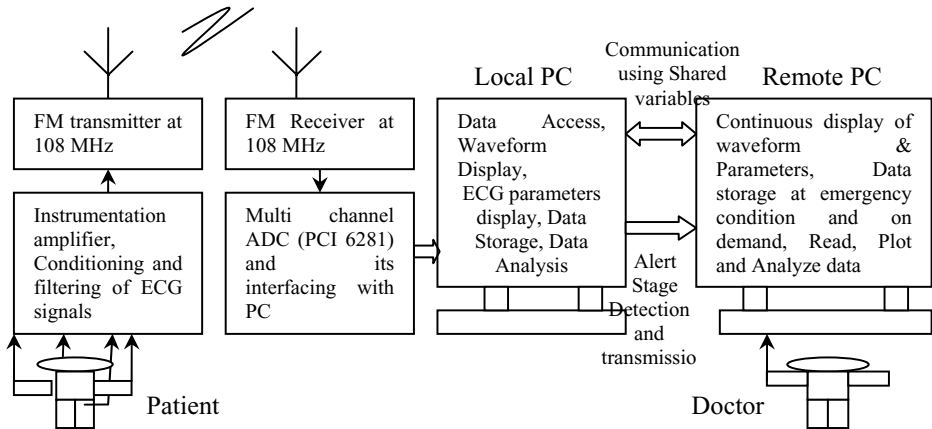 Local PC
Communication
using Shared
variables
Remote PC
FM transmitter at
108 MHz
FM Receiver at
108 MHz
Data Access,
Waveform
Display,
ECG parameters
display, Data
Storage, Data
Analysis
Continuous display of
waveform &
Parameters, Data
storage at emergency
condition and on
demand, Read, Plot
and Analyze data
Instrumentation
amplifier,
Conditioning and
filtering of ECG
signals
Multi channel
ADC (PCI 6281)
and its
interfacing with
PC
Alert
Stage
Detection
and
transmissio
Patient
Doctor